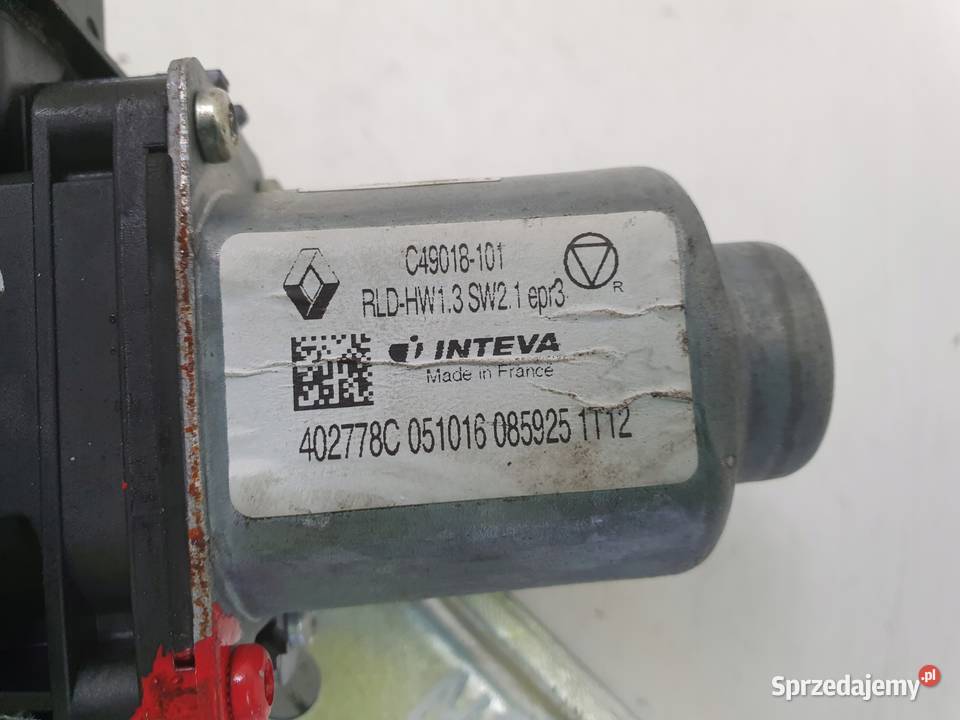 C49018-101
RLD-HW1.3 SW2.1 epr3
R
INTEVA
Made in France
402778C 051016 085925 1T12
Sprzedajemy.pl